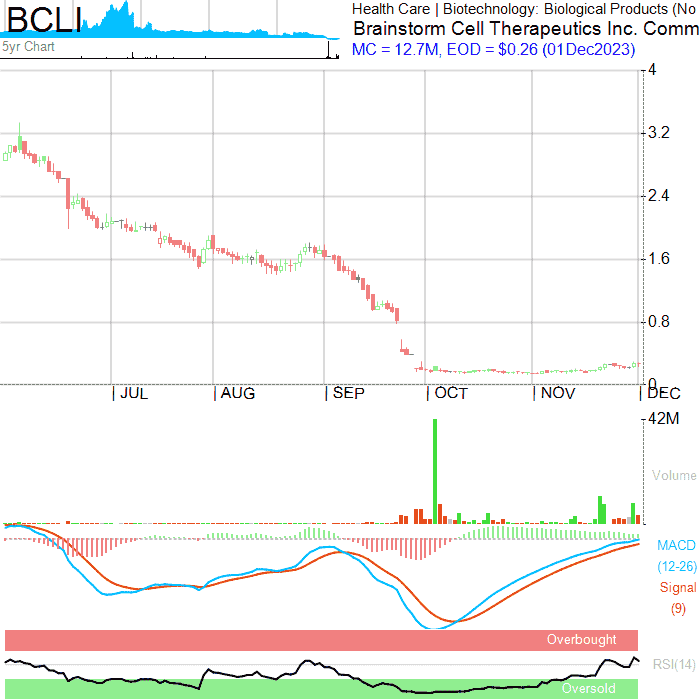 BCLI
Health Care | Biotechnology: Biological Products (No
Brainstorm Cell Therapeutics Inc. Comm
5yr Chart
MC = 12.7M, EOD = $0.26 (01Dec2023)
4
3.2
2.4
1.6
0.8
0
JUL AUG SEP OCT NOV DEC
42M
Volume
MACD
(12-26)
Signal
(9)
Overbought
RSI(14)
Oversold